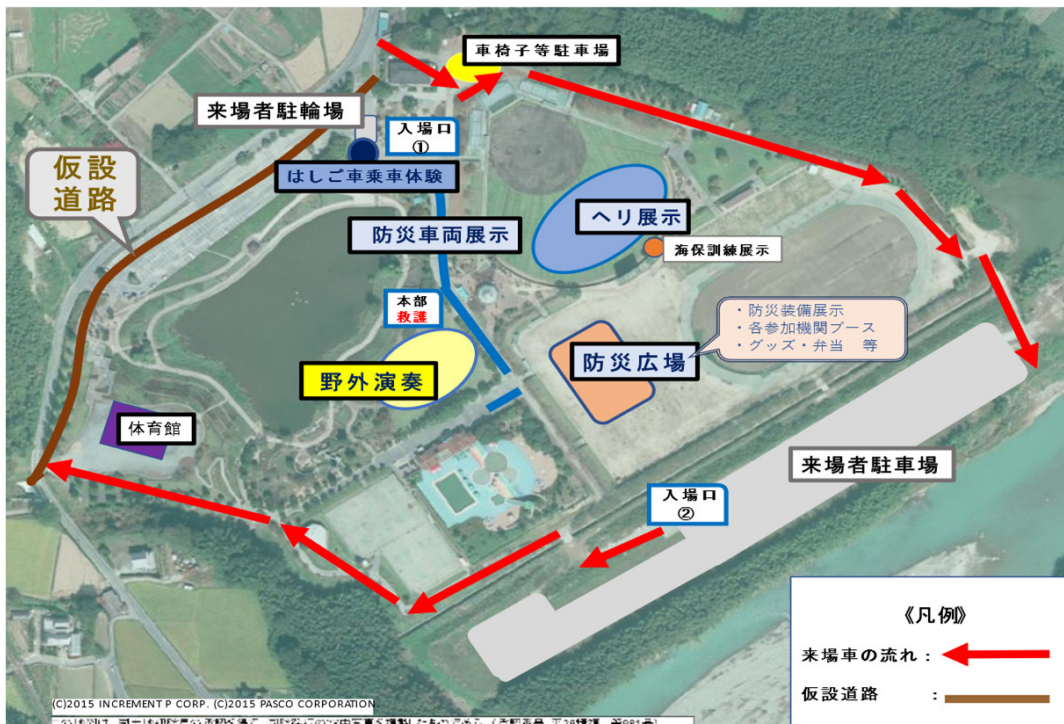 車椅子等駐車場
来場者駐輪場
入場口
①
仮設
道路
はしご車乗車体験
防災車両展示
ヘリ展示
海保訓練展示
本部
救護
・防災装備展示
・各参加機関ブース
・グッズ・弁当 等
野外演奏
防災広場
体育館
来場者駐車場
入場口
②
《凡例》
来場車の流れ：
仮設道路 ：
(C)2015 INCREMENT P CORP. (C)2015 PASCO CORPORATION